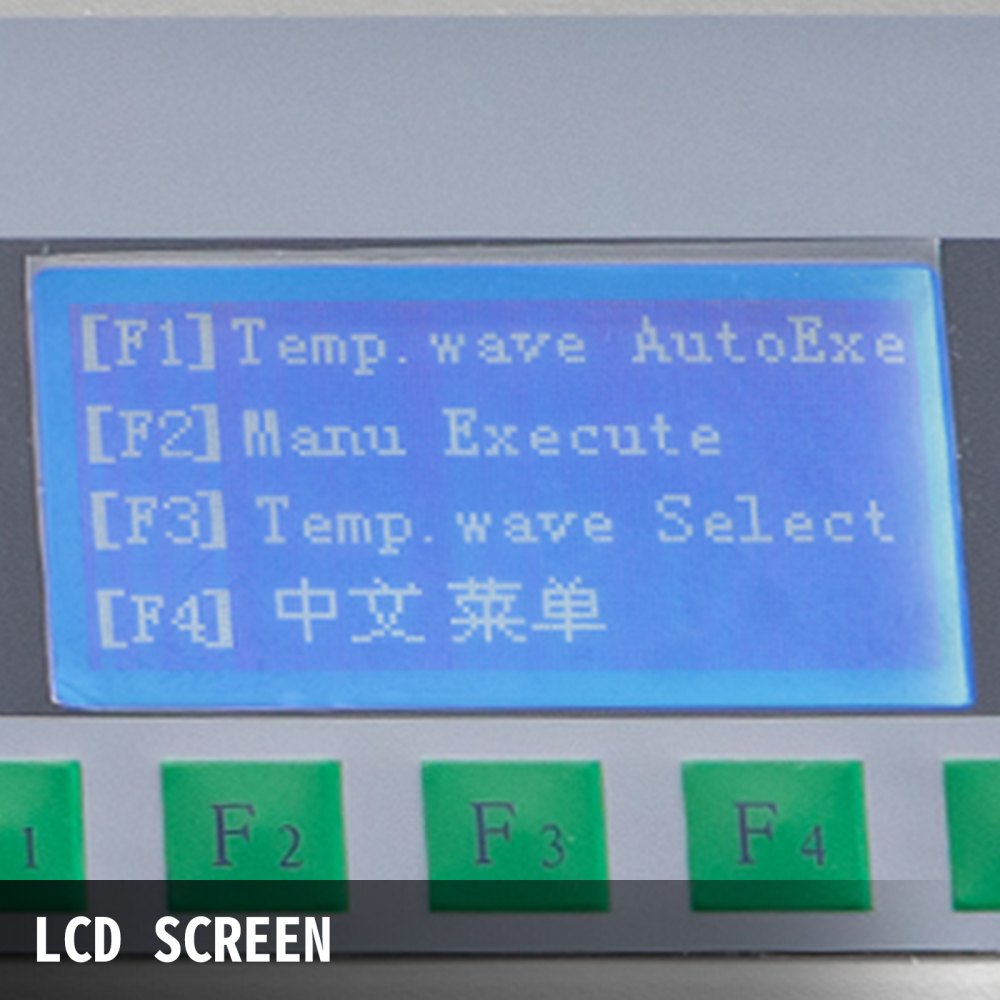 [F1]Temp.wave AutoExe
[F2]Manu Execute
[F3]Temp.wave Select
[F4]中文菜单
1 F2 F3 F4
LCD SCREEN